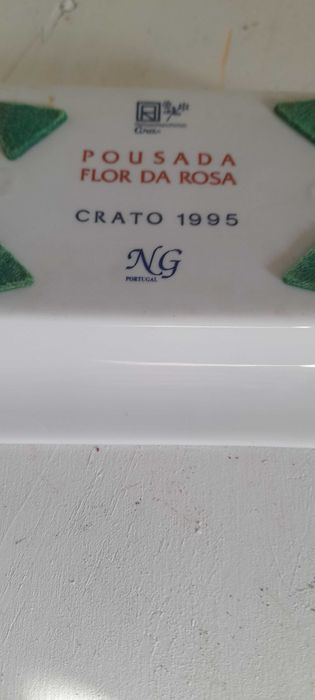 POUSADA
FLOR DA ROSA
CRATO 1995
NG
PORTUGAL